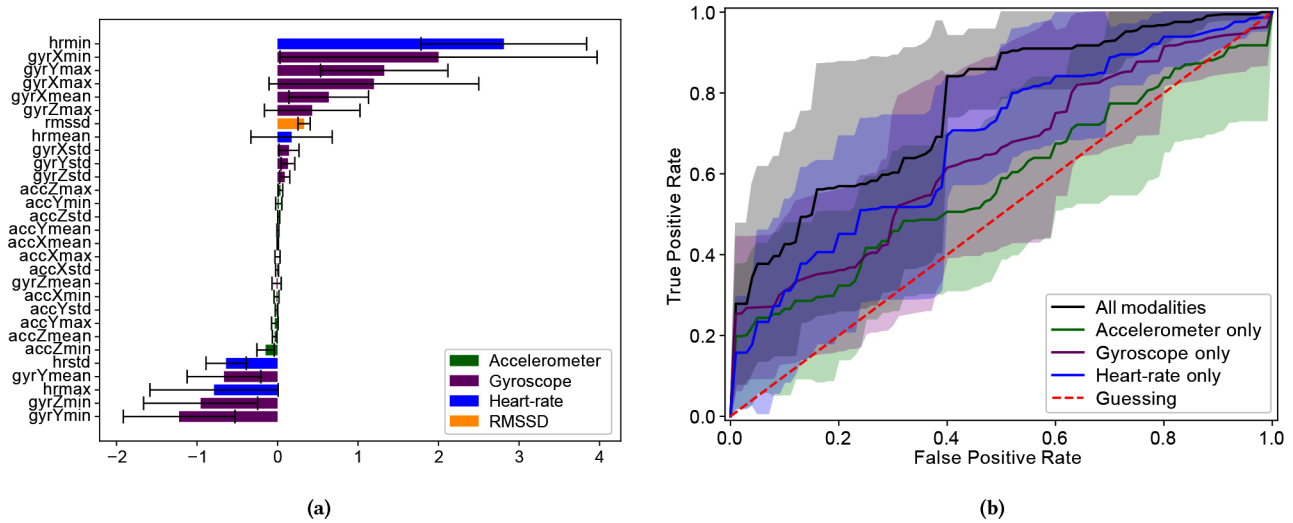 hrmin
gyrXmin
gyrYmax
gyrXmax
gyrXmean
gyrZmax
rmssd
hrmean
gyrXstd
gyrYstd
gyrZstd
accZmax
accYmin
accZstd
accYmean
accXmean
accXmax
accXstd
gyrZmean
accXmin
accYstd
accYmax
accZmean
accZmin
hrstd
gyrYmean
hrmax
gyrZmin
gyrYmin
Accelerometer
Gyroscope
Heart-rate
RMSSD
−2 −1 0 1 2 3 4
(a)
True Positive Rate
1.0
0.8
0.6
0.4
0.2
0.0
All modalities
Accelerometer only
Gyroscope only
Heart-rate only
Guessing
0.0 0.2 0.4 0.6 0.8 1.0
False Positive Rate
(b)